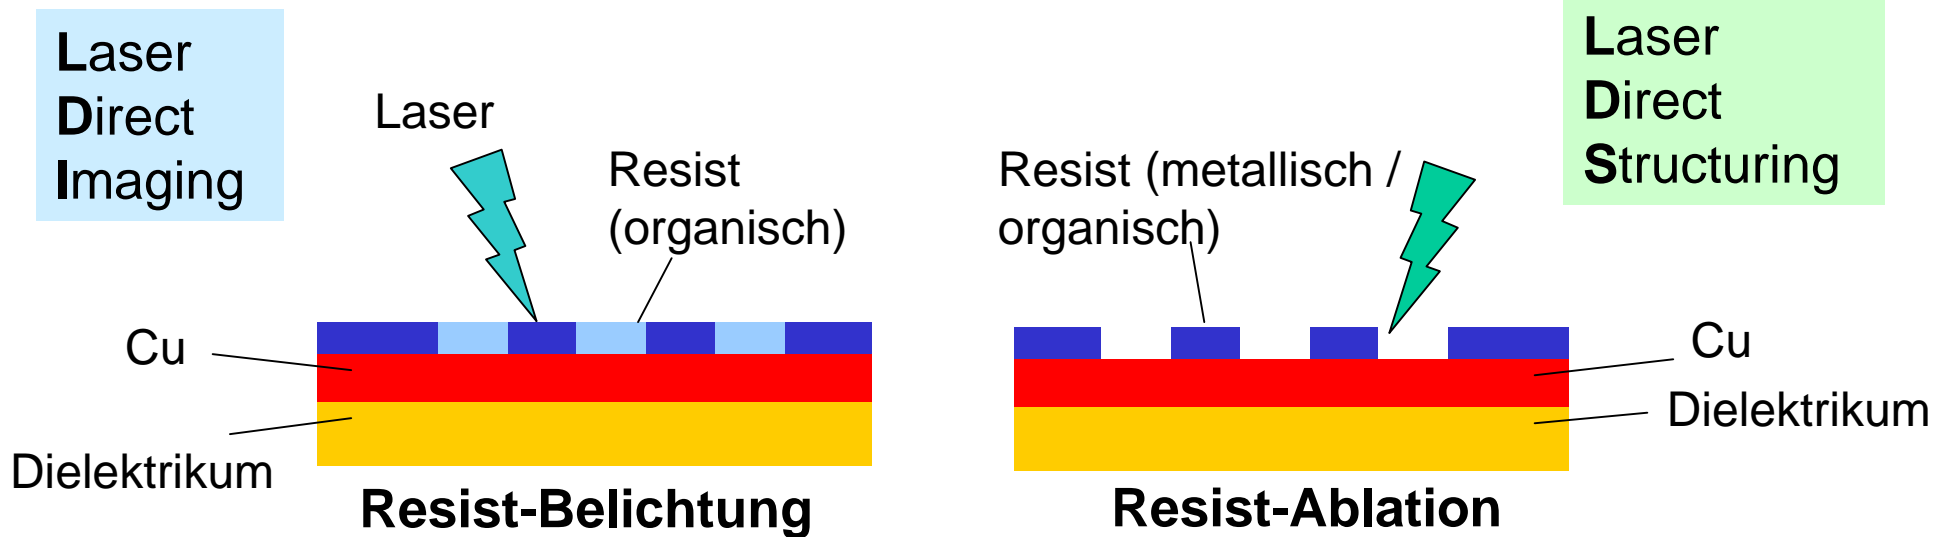 Laser
Direct
Imaging
Laser
Resist
(organisch)
Cu
Dielektrikum
Resist-Belichtung
Laser
Direct
Structuring
Resist (metallisch /
organisch)
Cu
Dielektrikum
Resist-Ablation